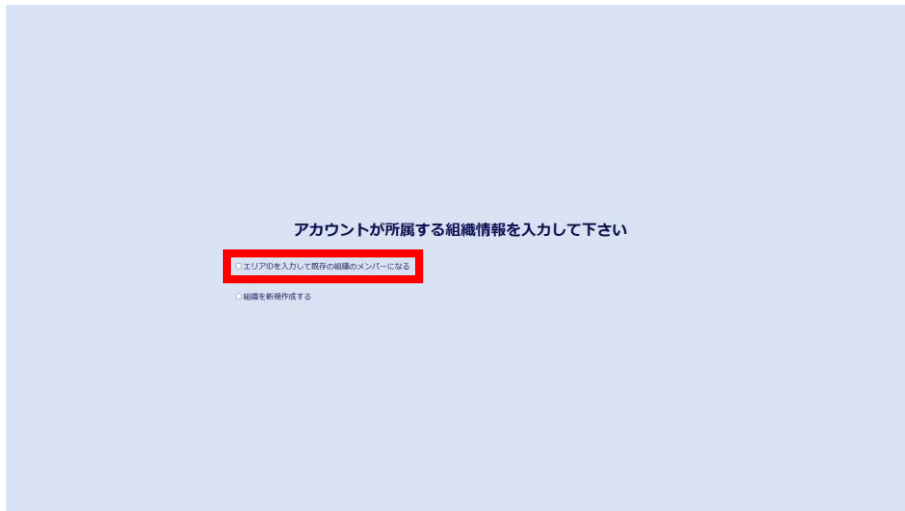 アカウントが所属する組織情報を入力して下さい
エリアIDを入力して既存の組織のメンバーになる
組織を新規作成する